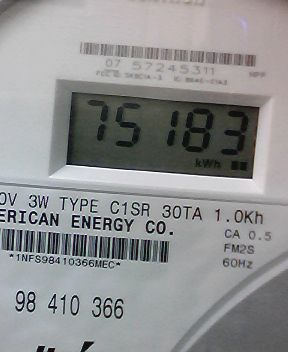 07 57245311
75183
kWh
0V 3W TYPE C1SR 30TA 1.0Kh
ERICAN ENERGY CO.
CA 0.5
FM2S
60Hz
*1NFS98410366MEC*
98 410 366